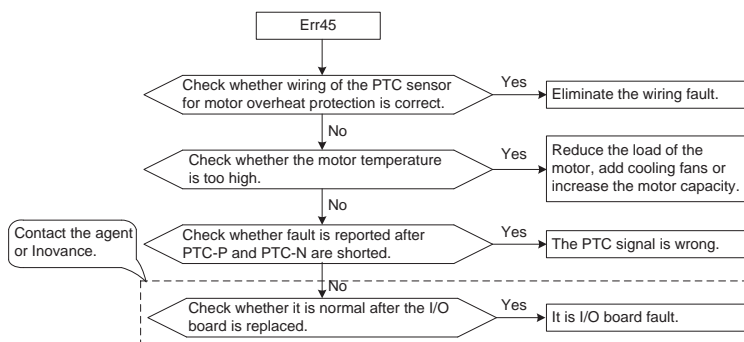 Err45
Check whether wiring of the PTC sensor
for motor overheat protection is correct.
Yes
Eliminate the wiring fault.
No
Check whether the motor temperature
is too high.
Yes
Reduce the load of the
motor, add cooling fans or
increase the motor capacity.
No
Contact the agent
or Inovance.
Check whether fault is reported after
PTC-P and PTC-N are shorted.
Yes
The PTC signal is wrong.
No
Check whether it is normal after the I/O
board is replaced.
Yes
It is I/O board fault.